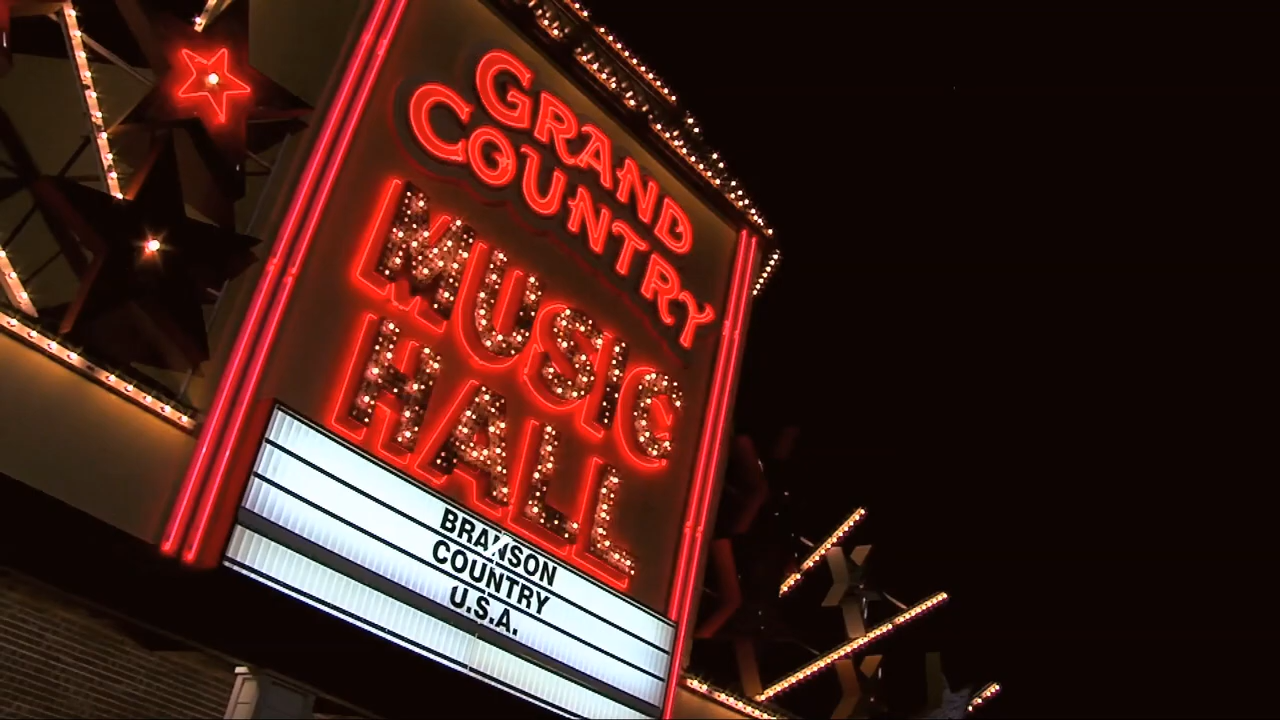 GRAND
COUNTRY
MUSIC
HALL
BRANSON
COUNTRY
U.S.A.